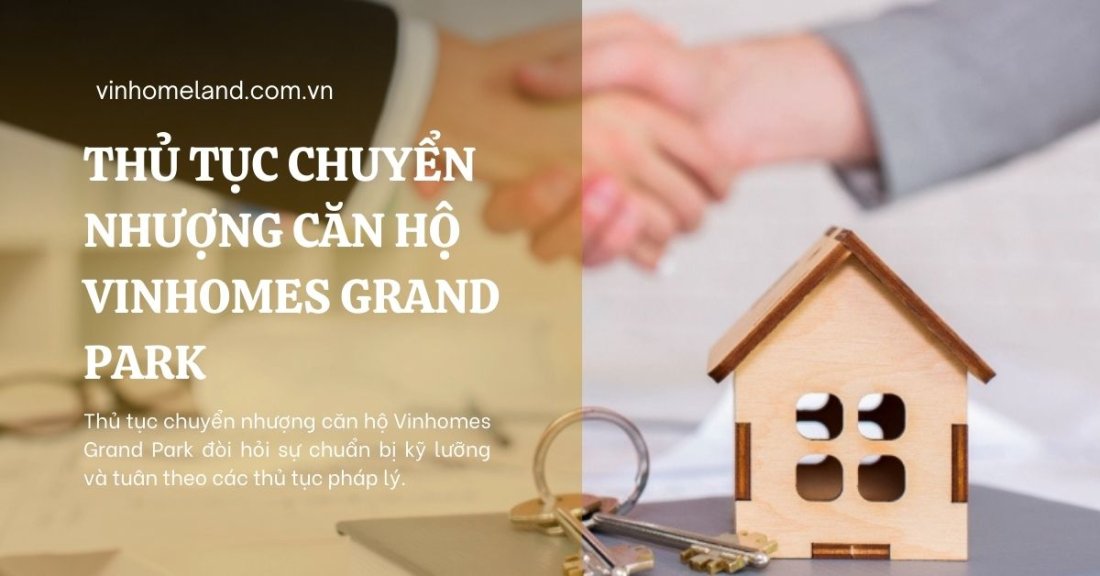 vinhomeland.com.vn
THỦ TỤC CHUYỂN
NHƯỢNG CĂN HỘ
VINHOMES GRAND
PARK
Thủ tục chuyển nhượng căn hộ Vinhomes
Grand Park đòi hỏi sự chuẩn bị kỹ lưỡng
và tuân theo các thủ tục pháp lý.